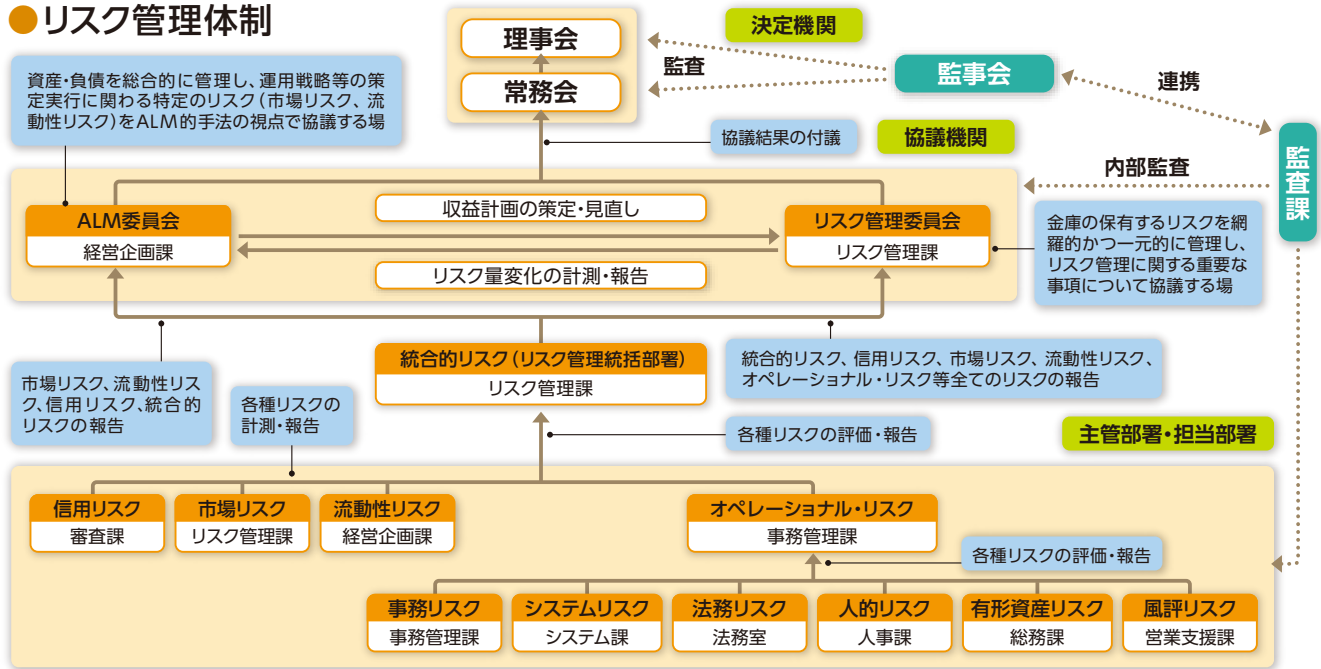 ●リスク管理体制
理事会
常務会
決定機関
監査
監事会
連携
監査課
資産・負債を総合的に管理し、運用戦略等の策
定実行に関わる特定のリスク（市場リスク、流
動性リスク）をALM的手法の視点で協議する場
協議結果の付議
協議機関
内部監査
ALM委員会
経営企画課
収益計画の策定・見直し
リスク量変化の計測・報告
リスク管理委員会
リスク管理課
金庫の保有するリスクを網
羅的かつ一元的に管理し、
リスク管理に関する重要な
事項について協議する場
市場リスク、流動性リス
ク、信用リスク、統合的
リスクの報告
各種リスクの
計測・報告
統合的リスク（リスク管理統括部署）
リスク管理課
統合的リスク、信用リスク、市場リスク、流動性リスク、
オペレーショナル・リスク等全てのリスクの報告
各種リスクの評価・報告
主管部署・担当部署
信用リスク
審査課
市場リスク
リスク管理課
流動性リスク
経営企画課
オペレーショナル・リスク
事務管理課
各種リスクの評価・報告
事務リスク
事務管理課
システムリスク
システム課
法務リスク
法務室
人的リスク
人事課
有形資産リスク
総務課
風評リスク
営業支援課